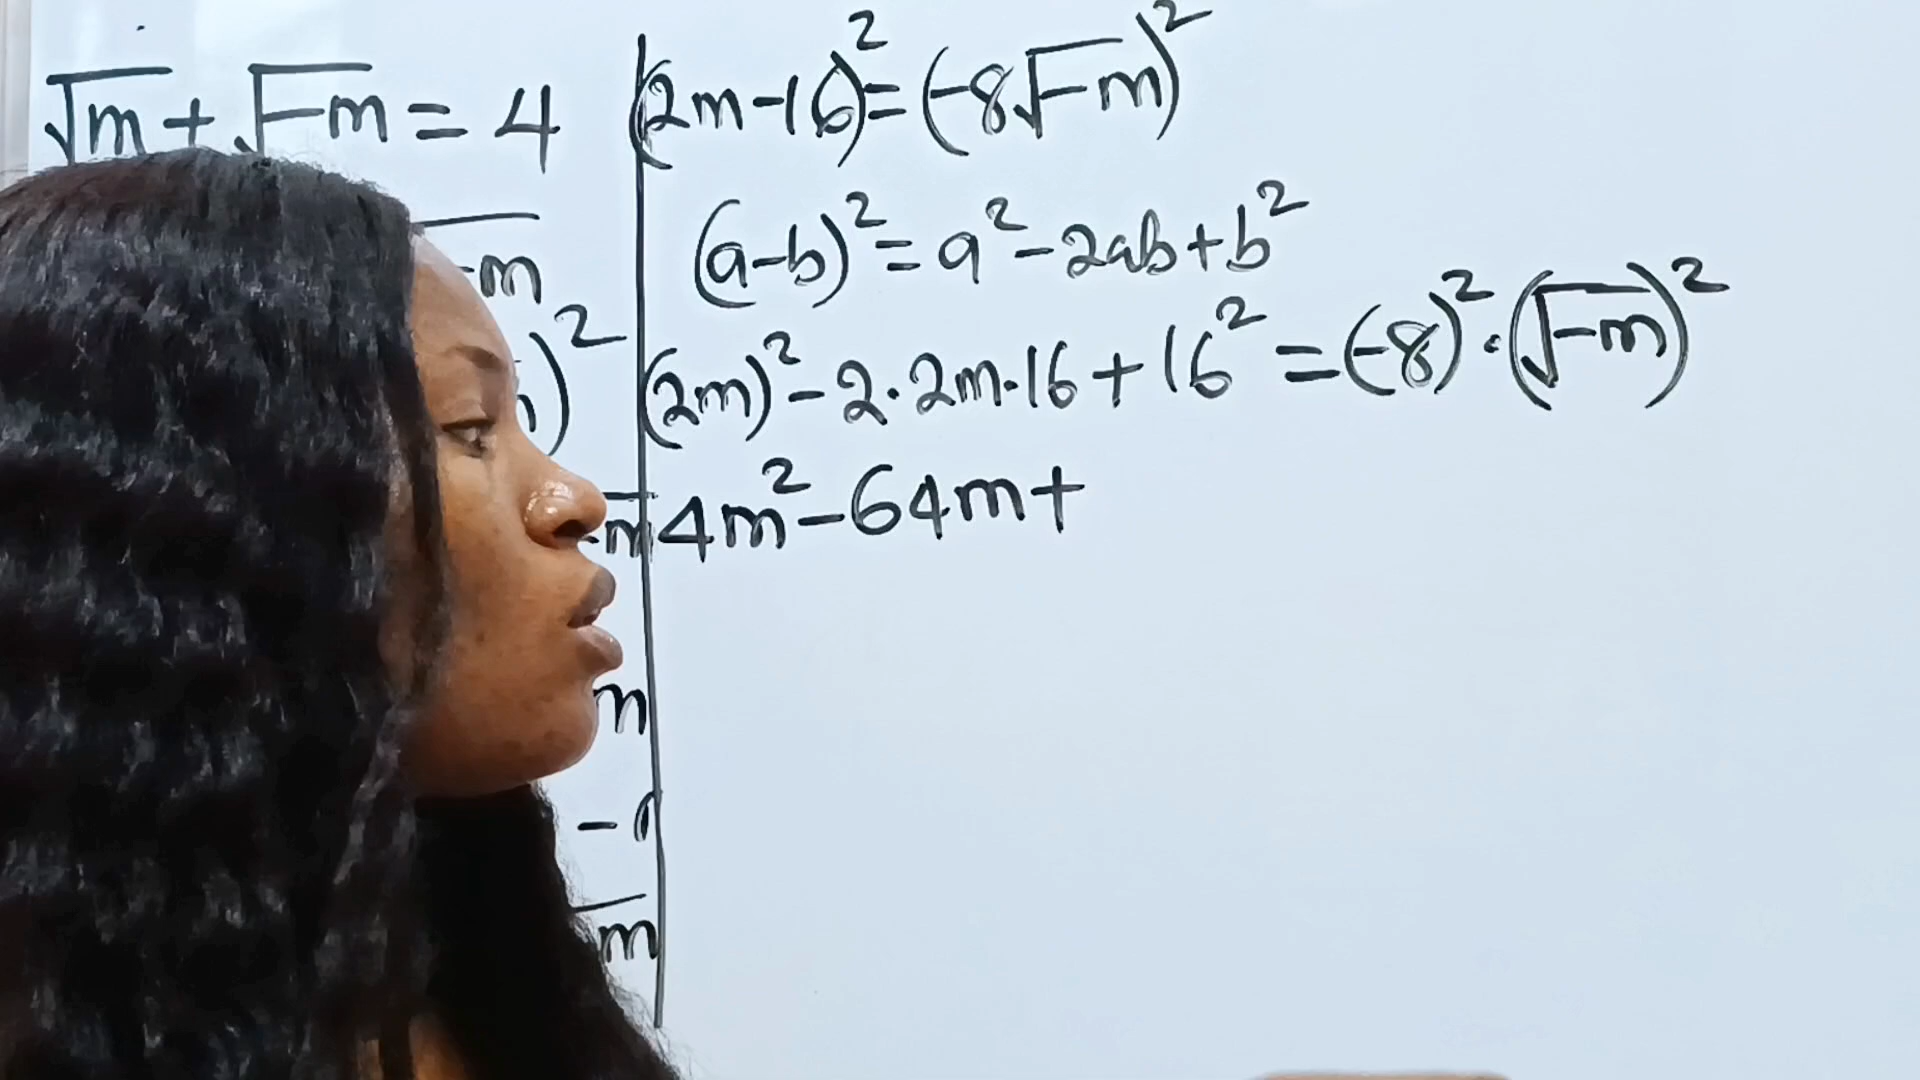 √m + √-m = 4
-m
)²
-m
m
-
m
(2m-16)² = (-8√-m)²
(a-b)² = a²-2ab+b²
(2m)²-2·2m·16+16² = (-8)²·(√-m)²
4m²-64m+